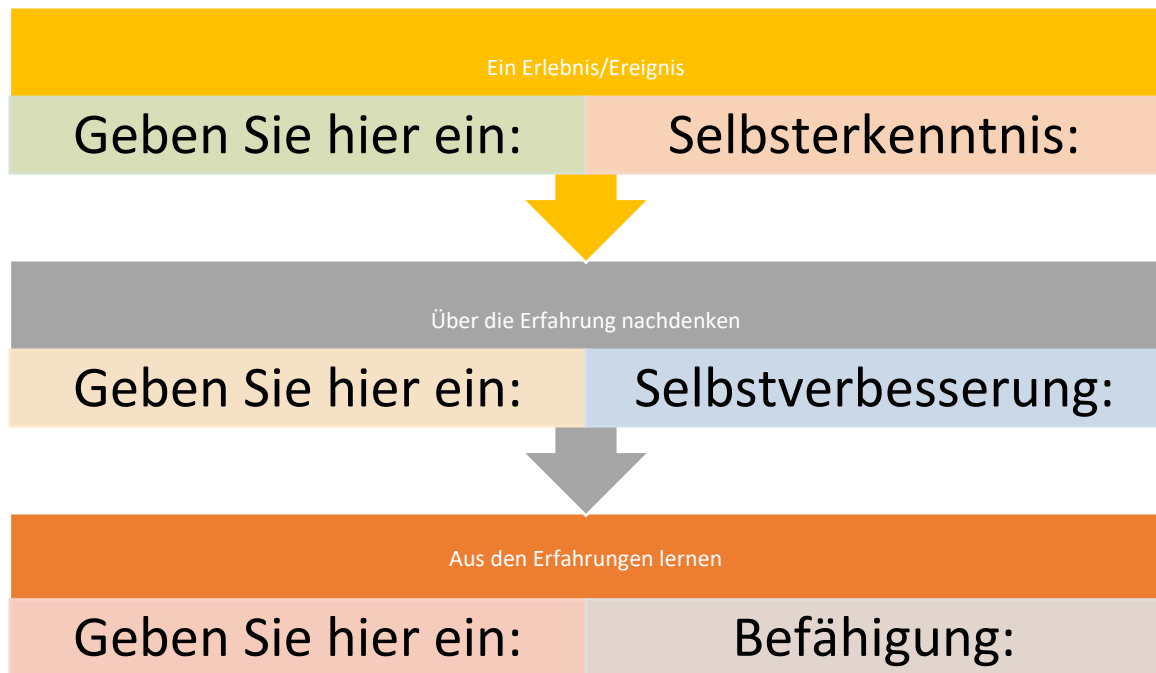 Ein Erlebnis/Ereignis
Geben Sie hier ein:
Selbsterkenntnis:
Über die Erfahrung nachdenken
Geben Sie hier ein:
Selbstverbesserung:
Aus den Erfahrungen lernen
Geben Sie hier ein:
Befähigung: